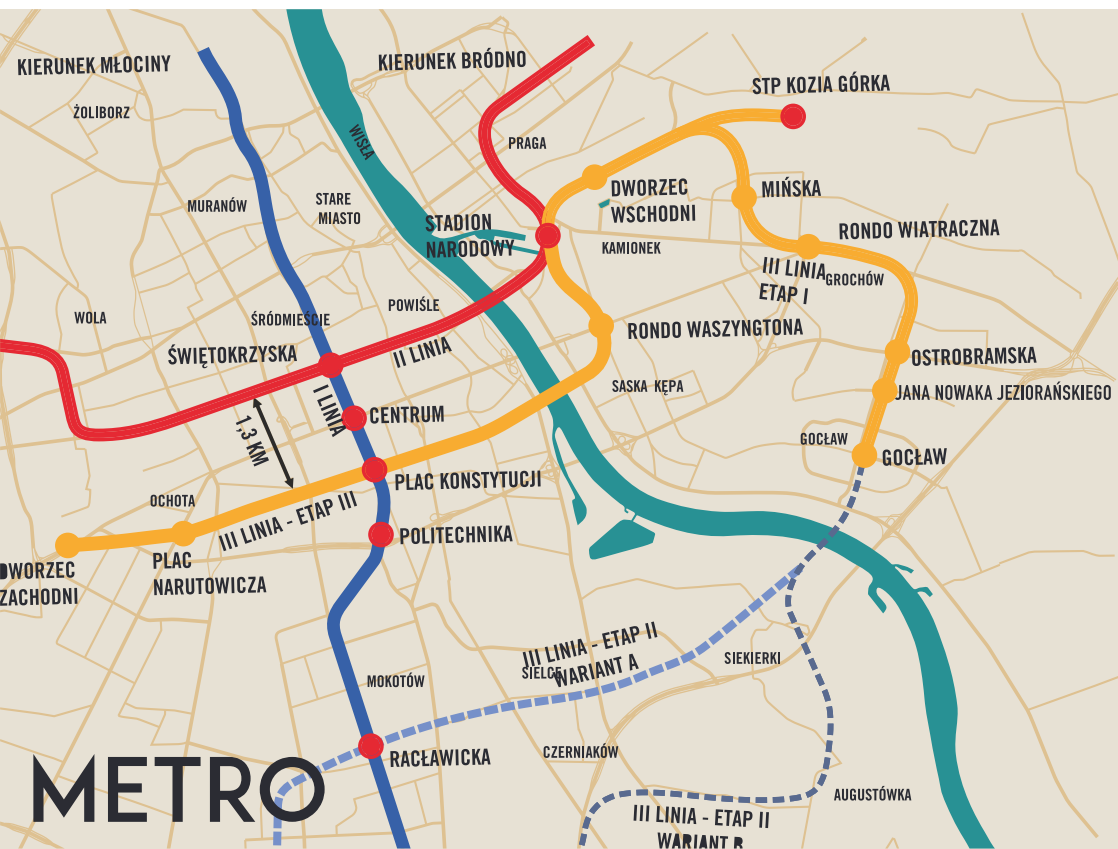 KIERUNEK MŁOCINY
KIERUNEK BRÓDNO
STP KOZIA GÓRKA
ŻOLIBORZ
WISŁA
PRAGA
DWORZEC
WSCHODNI
MIŃSKA
MURANÓW
STARE
MIASTO
STADION
NARODOWY
KAMIONEK
RONDO WIATRACZNA
III LINIA
ETAP I
GROCHÓW
WOLA
ŚRÓDMIEŚCIE
POWIŚLE
RONDO WASZYNGTONA
ŚWIĘTOKRZYSKA
II LINIA
OSTROBRAMSKA
SASKA KĘPA
JANA NOWAKA JEZIORAŃSKIEGO
I LINIA
CENTRUM
1,3 KM
GOCŁAW
GOCŁAW
PLAC KONSTYTUCJI
OCHOTA
III LINIA - ETAP III
POLITECHNIKA
DWORZEC
ZACHODNI
PLAC
NARUTOWICZA
III LINIA - ETAP II
WARIANT A
SIELCE
SIEKIERKI
MOKOTÓW
RACŁAWICKA
CZERNIAKÓW
METRO
AUGUSTÓWKA
III LINIA - ETAP II
WARIANT B